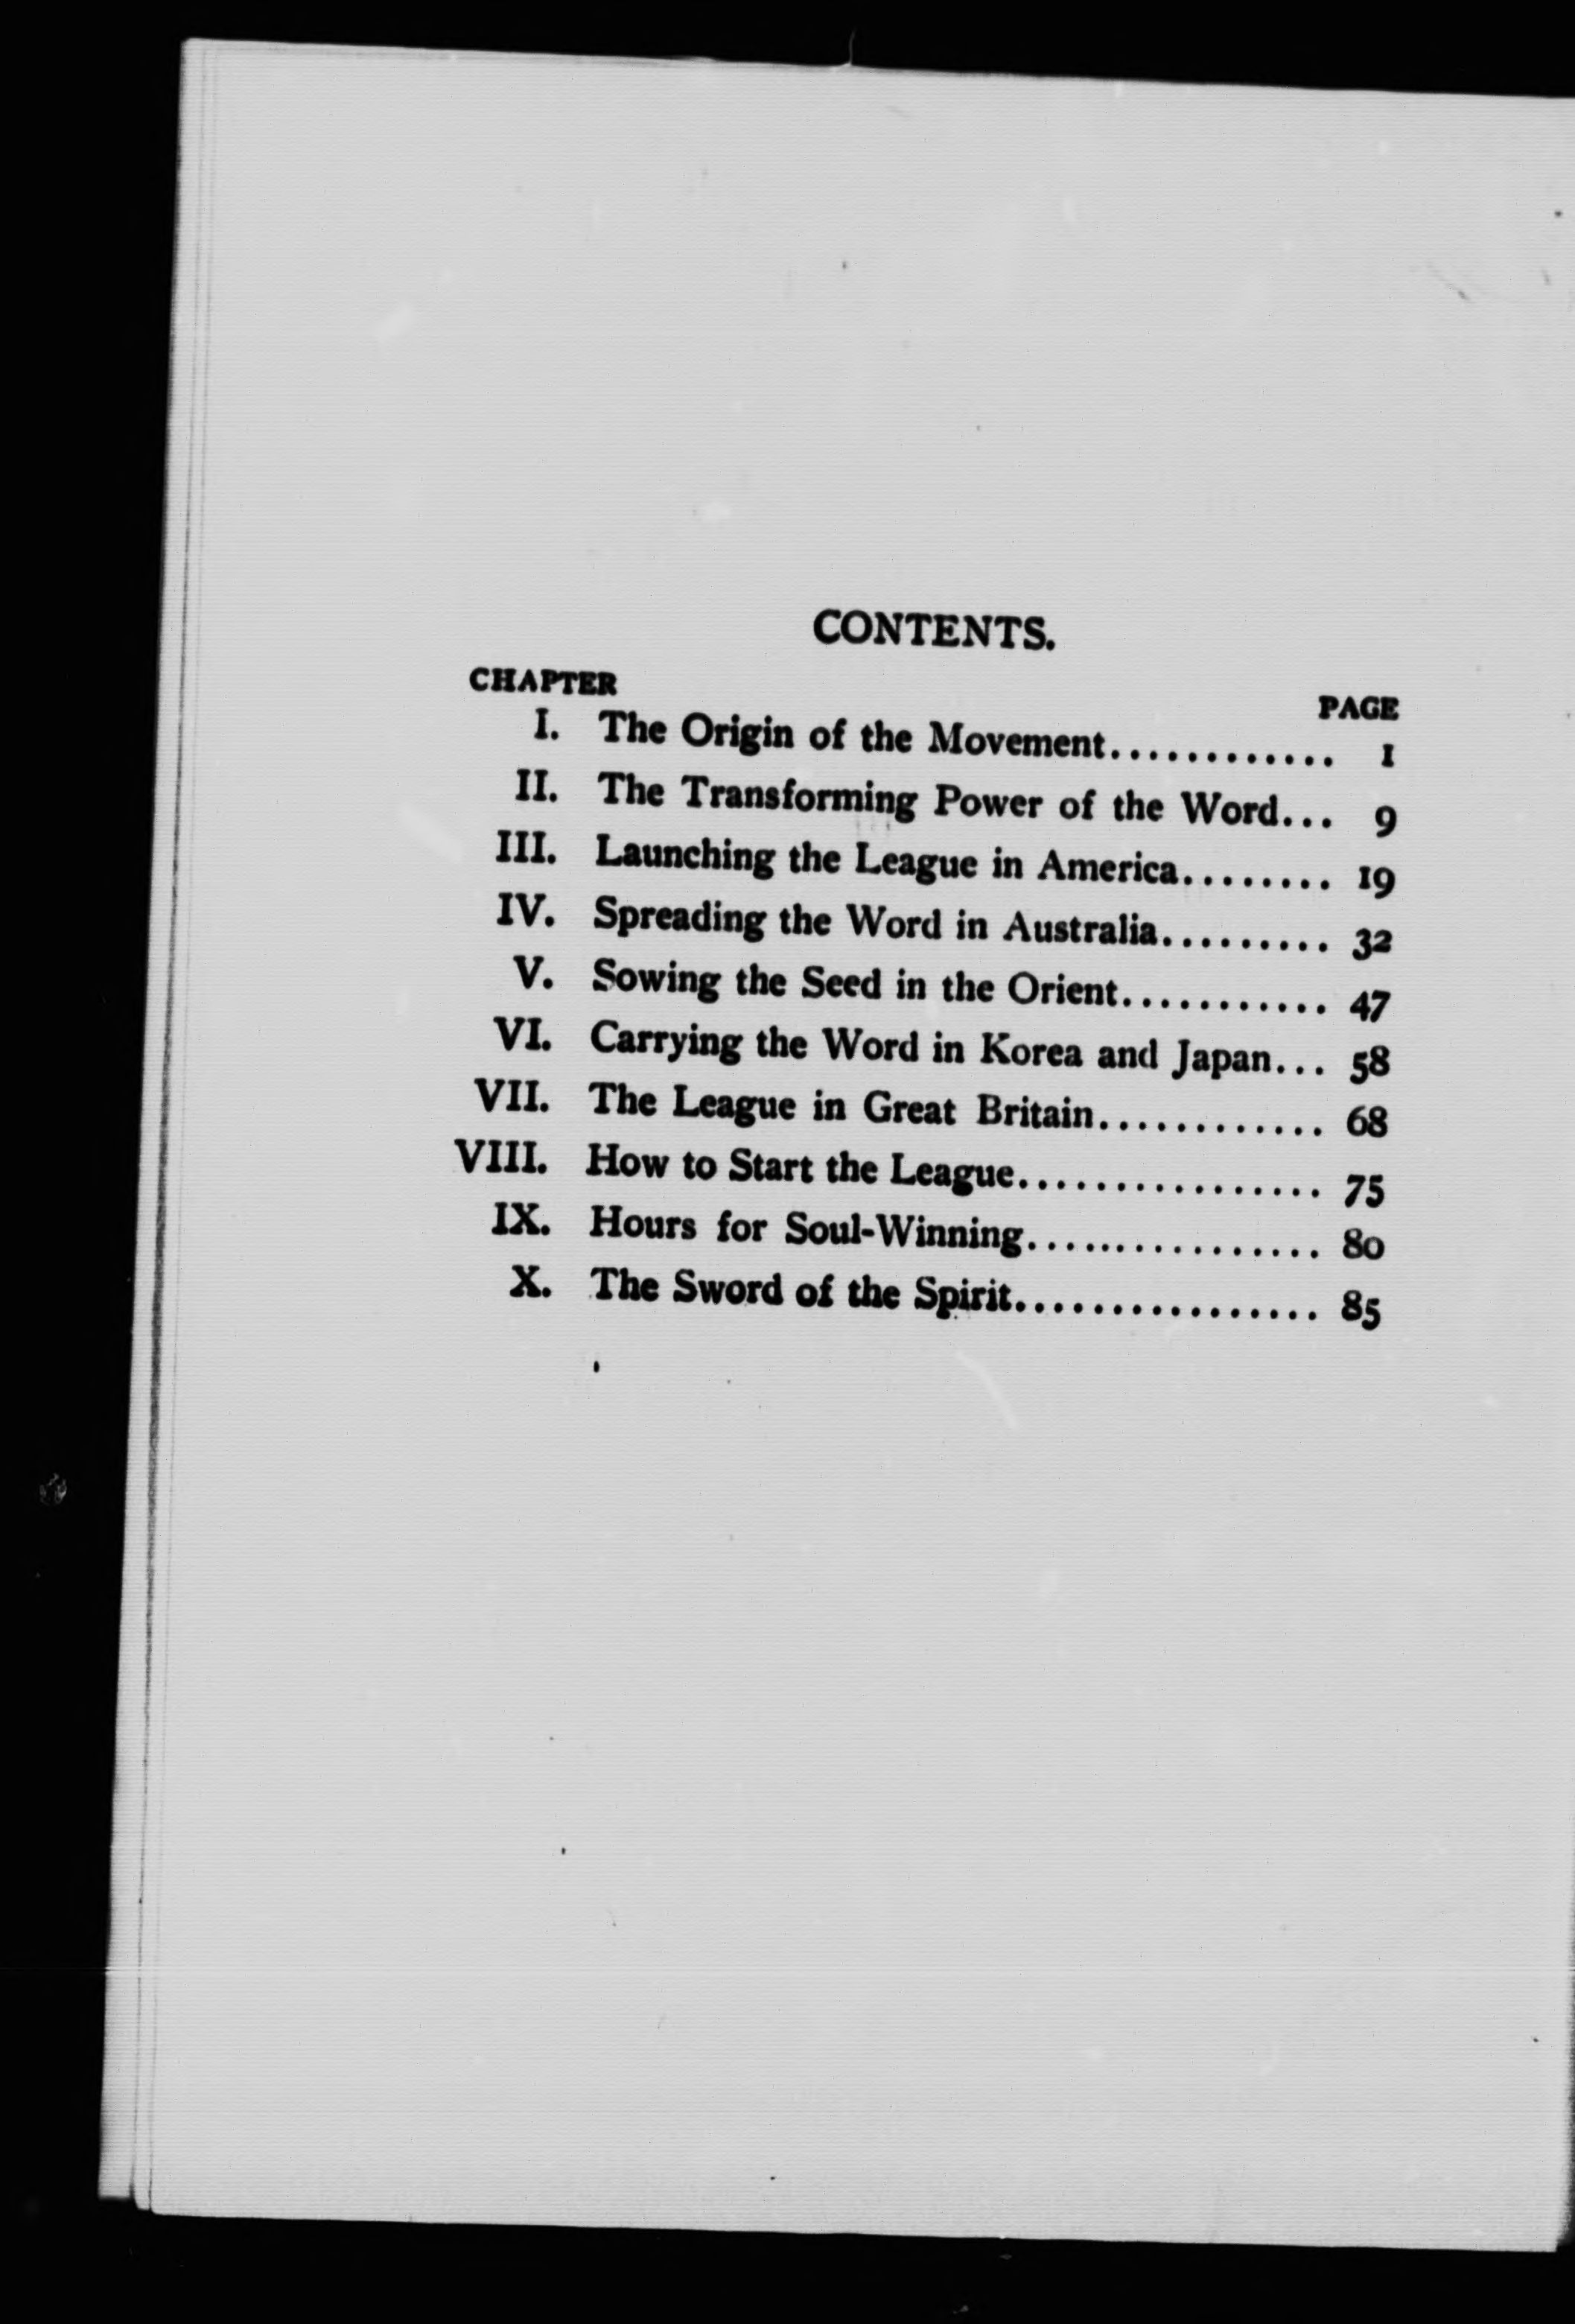 CONTENTS.
CHAPTER PAGE
I. The Origin of the Movement............ 1
II. The Transforming Power of the Word... 9
III. Launching the League in America........ 19
IV. Spreading the Word in Australia......... 32
V. Sowing the Seed in the Orient........... 47
VI. Carrying the Word in Korea and Japan... 58
VII. The League in Great Britain............ 68
VIII. How to Start the League................ 75
IX. Hours for Soul-Winning................ 80
X. The Sword of the Spirit................ 85